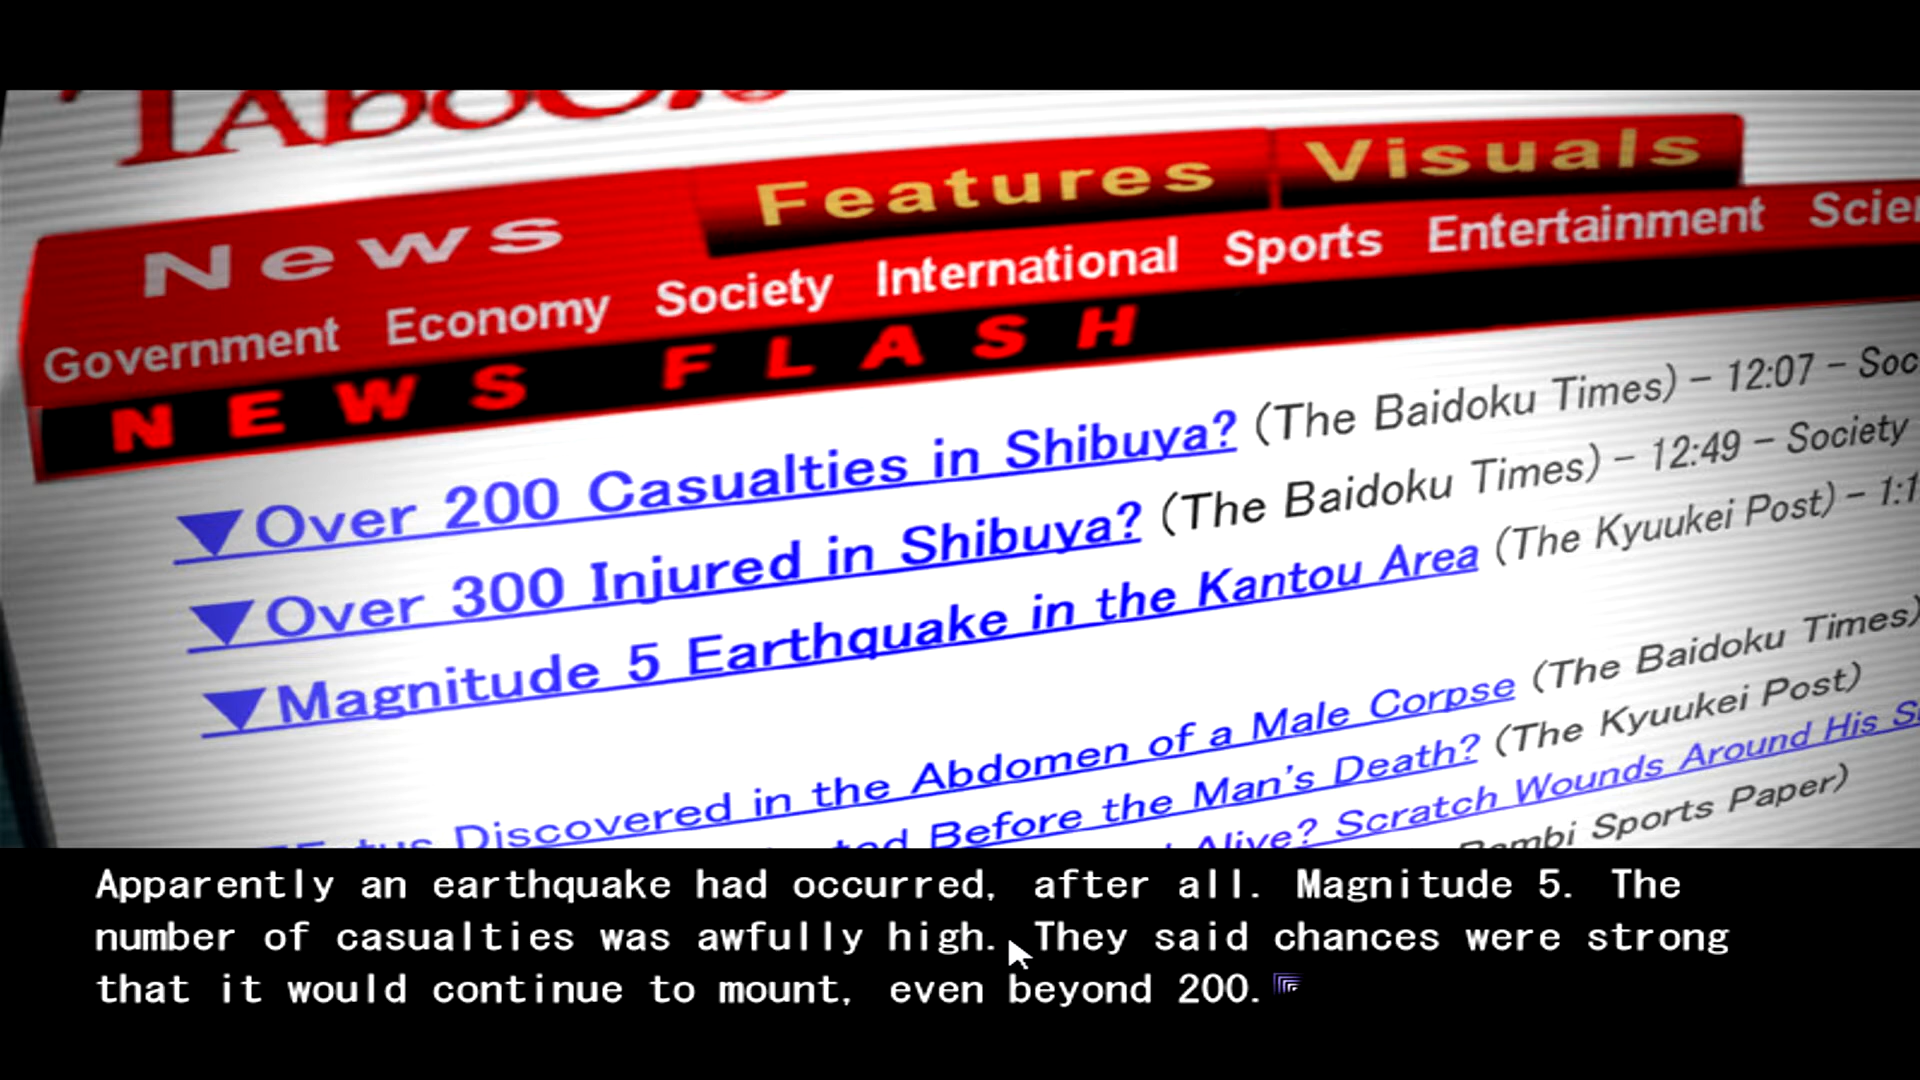 News Features Visuals
Government Economy Society International Sports Entertainment
NEWS FLASH
▼Over 200 Casualties in Shibuya? (The Baidoku Times) – 12:07 –
▼Over 300 Injured in Shibuya? (The Baidoku Times) – 12:49 – Society
▼Magnitude 5 Earthquake in the Kantou Area (The Kyuukei Post) –
Discovered in the Abdomen of a Male Corpse (The Baidoku Times)
Before the Man's Death? (The Kyuukei Post)
Alive? Scratch Wounds Around His
Sports Paper)
Apparently an earthquake had occurred, after all. Magnitude 5. The
number of casualties was awfully high. They said chances were strong
that it would continue to mount, even beyond 200.